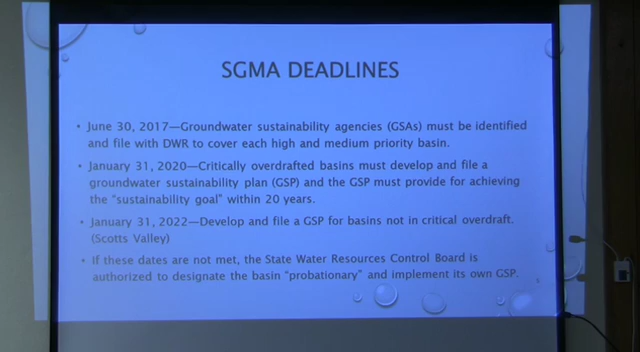 SGMA DEADLINES
• June 30, 2017—Groundwater sustainability agencies (GSAs) must be identified
and file with DWR to cover each high and medium priority basin.
• January 31, 2020—Critically overdrafted basins must develop and file a
groundwater sustainability plan (GSP) and the GSP must provide for achieving
the "sustainability goal" within 20 years.
• January 31, 2022—Develop and file a GSP for basins not in critical overdraft.
(Scotts Valley)
• If these dates are not met, the State Water Resources Control Board is
authorized to designate the basin "probationary" and implement its own GSP.